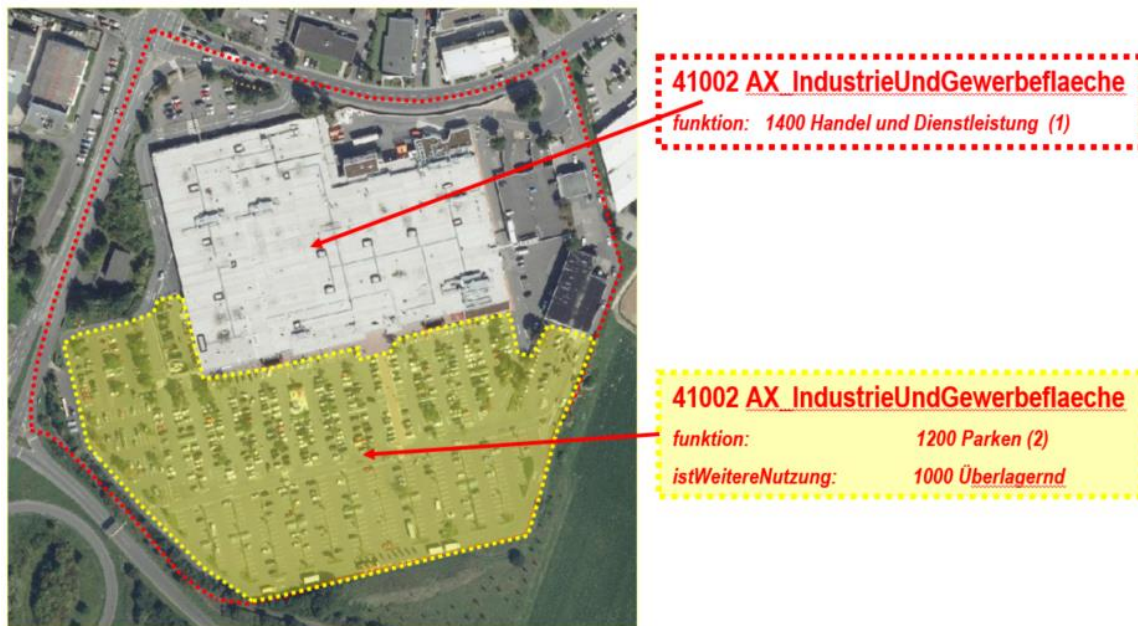 41002 AX_IndustrieUndGewerbeflaeche
funktion: 1400 Handel und Dienstleistung (1)
41002 AX_IndustrieUndGewerbeflaeche
funktion: 1200 Parken (2)
istWeitereNutzung: 1000 Überlagernd